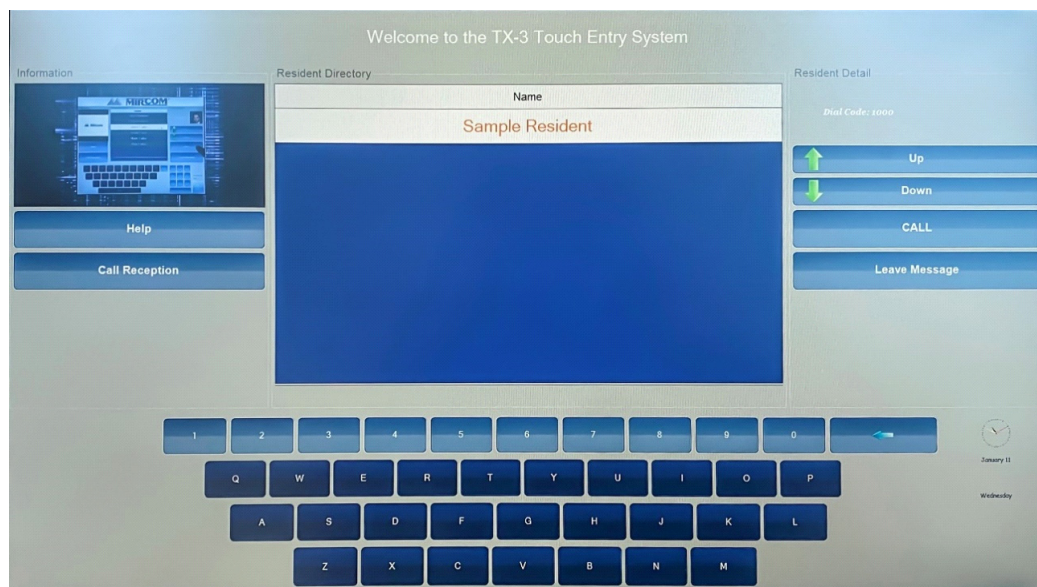 Welcome to the TX-3 Touch Entry System
Information
Resident Directory
Resident Detail
MIRCOM
Name
Sample Resident
Dial Code: 1000
Up
Down
Help
CALL
Call Reception
Leave Message
1 2 3 4 5 6 7 8 9 0
Q W E R T Y U I O P
A S D F G H J K L
Z X C V B N M
January 11
Wednesday